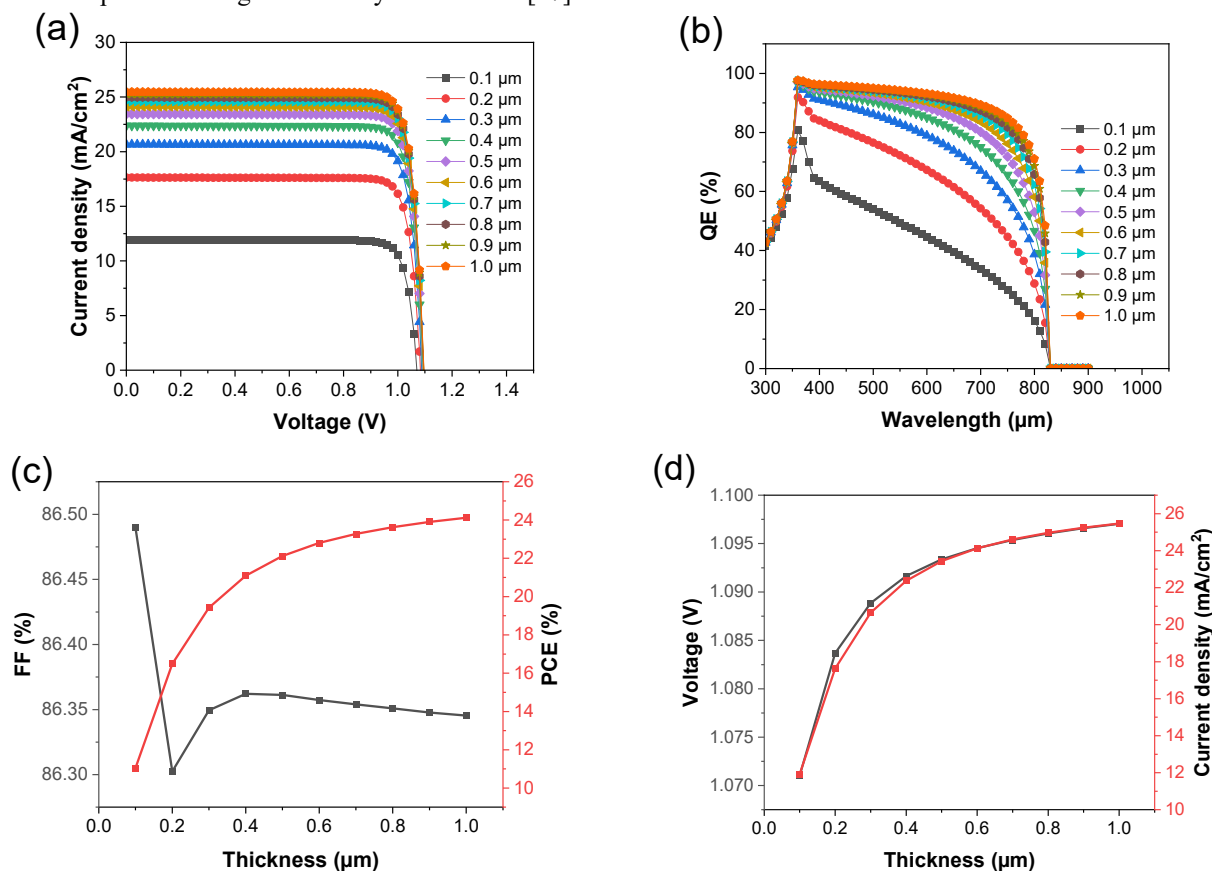 (a)
Current density (mA/cm²)
30
25
20
15
10
5
0
0.0 0.2 0.4 0.6 0.8 1.0 1.2 1.4
Voltage (V)
0.1 µm
0.2 µm
0.3 µm
0.4 µm
0.5 µm
0.6 µm
0.7 µm
0.8 µm
0.9 µm
1.0 µm
(b)
QE (%)
100
80
60
40
20
0
300 400 500 600 700 800 900 1000
Wavelength (µm)
0.1 µm
0.2 µm
0.3 µm
0.4 µm
0.5 µm
0.6 µm
0.7 µm
0.8 µm
0.9 µm
1.0 µm
(c)
FF (%)
86.50
86.45
86.40
86.35
86.30
0.0 0.2 0.4 0.6 0.8 1.0
Thickness (µm)
26
24
22
20
18
16
14
12
11
10
PCE (%)
(d)
Voltage (V)
1.100
1.095
1.090
1.085
1.080
1.075
1.070
0.0 0.2 0.4 0.6 0.8 1.0
Thickness (µm)
26
25
24
23
22
20
18
16
14
12
10
Current density (mA/cm²)